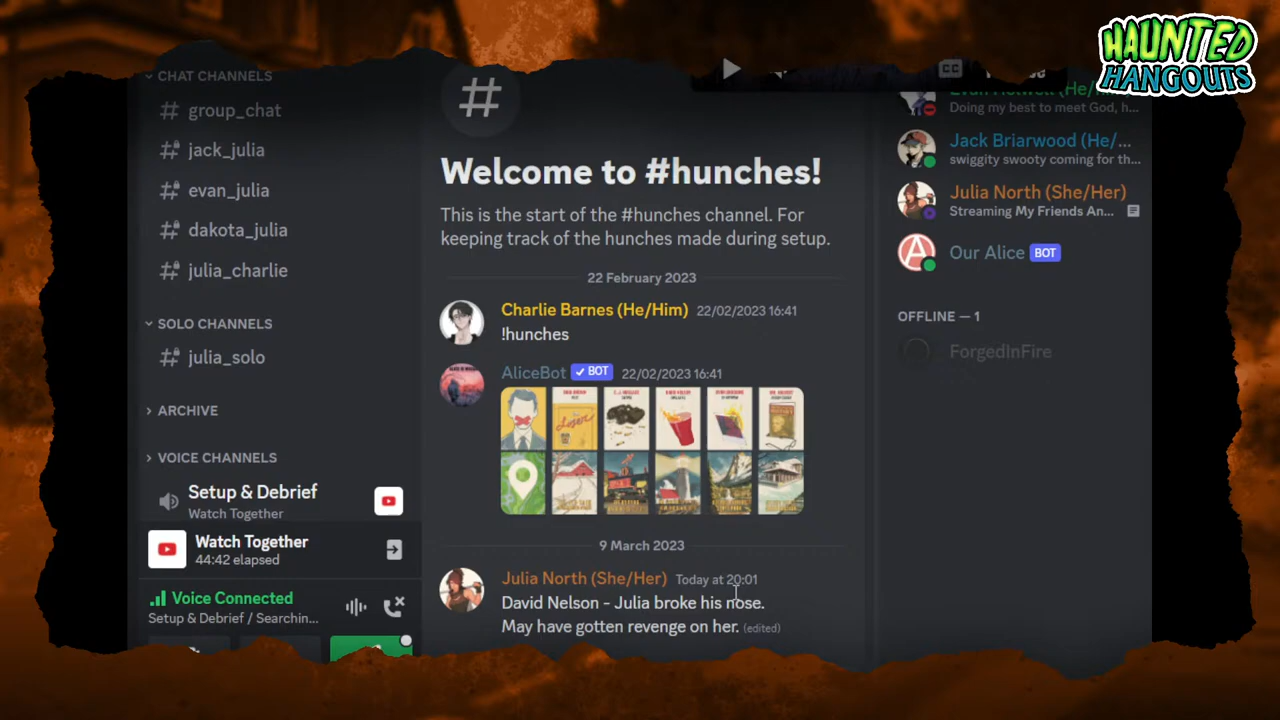 HAUNTED
HANGOUTS
CHAT CHANNELS
group_chat
jack_julia
evan_julia
dakota_julia
julia_charlie
SOLO CHANNELS
julia_solo
ARCHIVE
VOICE CHANNELS
Setup & Debrief
Watch Together
Watch Together
44:42 elapsed
Voice Connected
Setup & Debrief / Searchin...
#
Welcome to #hunches!
This is the start of the #hunches channel. For
keeping track of the hunches made during setup.
22 February 2023
Charlie Barnes (He/Him) 22/02/2023 16:41
!hunches
AliceBot BOT 22/02/2023 16:41
Loser
9 March 2023
Julia North (She/Her) Today at 20:01
David Nelson - Julia broke his nose.
May have gotten revenge on her. (edited)
CC
Doing my best to meet God, h...
Jack Briarwood (He/...
swiggity swooty coming for th...
Julia North (She/Her)
Streaming My Friends An...
Our Alice BOT
OFFLINE — 1
ForgedInFire